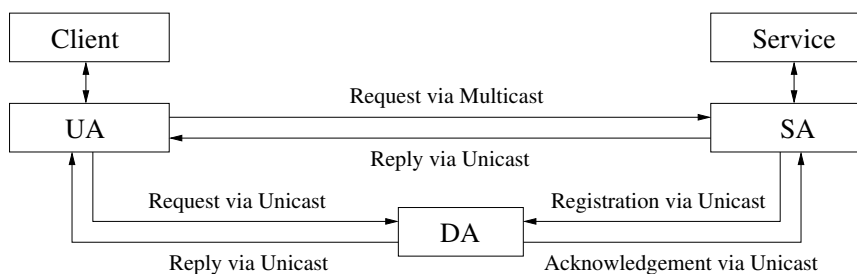 Client
Service
Request via Multicast
UA
SA
Reply via Unicast
Request via Unicast
Registration via Unicast
DA
Reply via Unicast
Acknowledgement via Unicast